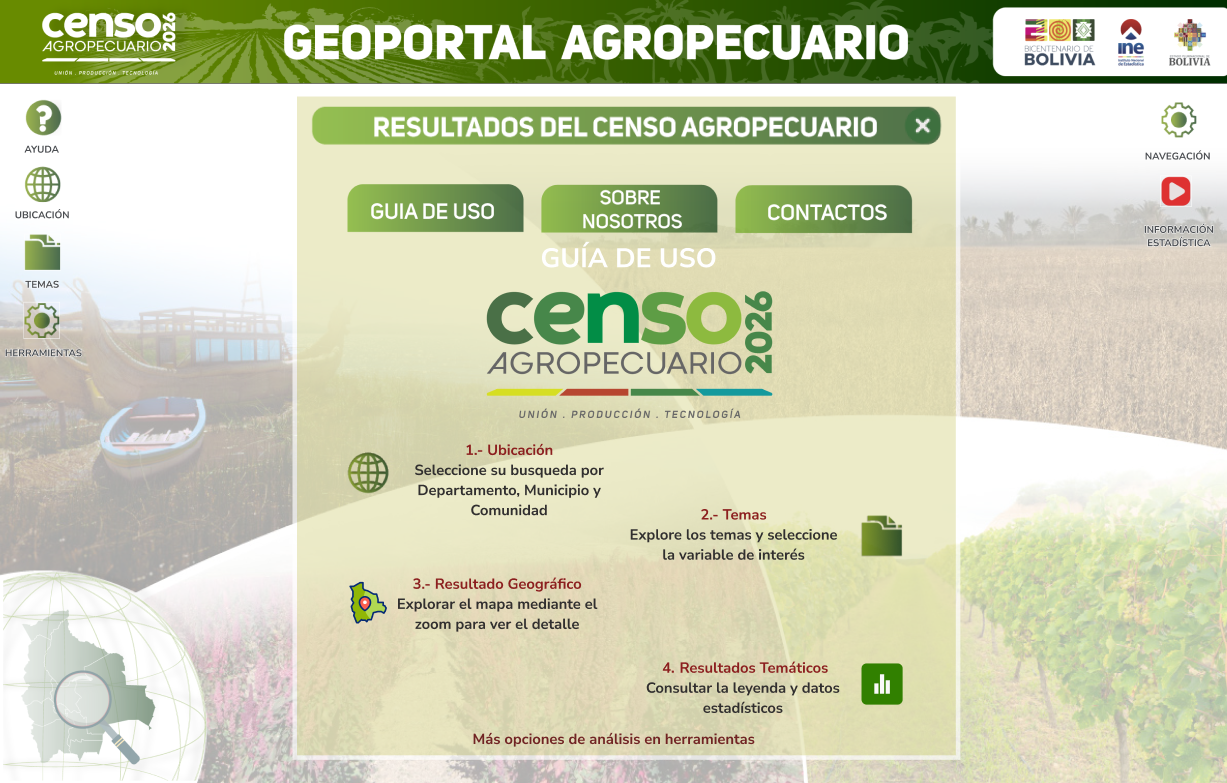 censo
AGROPECUARIO
2026
UNIÓN . PRODUCCIÓN . TECNOLOGÍA
GEOPORTAL AGROPECUARIO
BICENTENARIO DE
BOLIVIA
ine
Instituto Nacional
de Estadística
BOLIVIA
AYUDA
UBICACIÓN
TEMAS
HERRAMIENTAS
NAVEGACIÓN
INFORMACIÓN
ESTADÍSTICA
RESULTADOS DEL CENSO AGROPECUARIO
GUIA DE USO
SOBRE
NOSOTROS
CONTACTOS
GUÍA DE USO
censo
AGROPECUARIO
2026
UNIÓN . PRODUCCIÓN . TECNOLOGÍA
1.- Ubicación
Seleccione su busqueda por
Departamento, Municipio y
Comunidad
2.- Temas
Explore los temas y seleccione
la variable de interés
3.- Resultado Geográfico
Explorar el mapa mediante el
zoom para ver el detalle
4. Resultados Temáticos
Consultar la leyenda y datos
estadísticos
Más opciones de análisis en herramientas